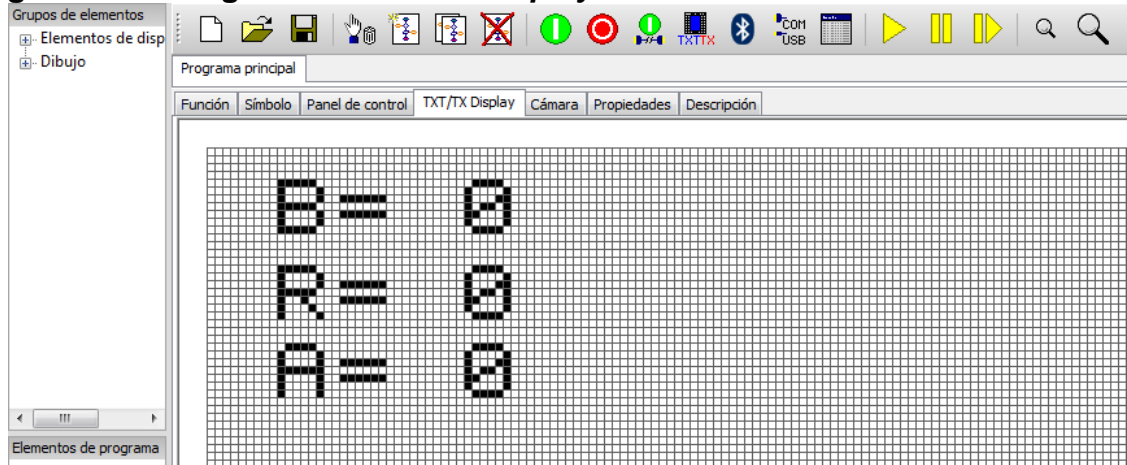 Grupos de elementos
Elementos de disp
Dibujo
TXT TX
COM
USB
Programa principal
Función Símbolo Panel de control TXT/TX Display Cámara Propiedades Descripción
B= 0
R= 0
A= 0
Elementos de programa